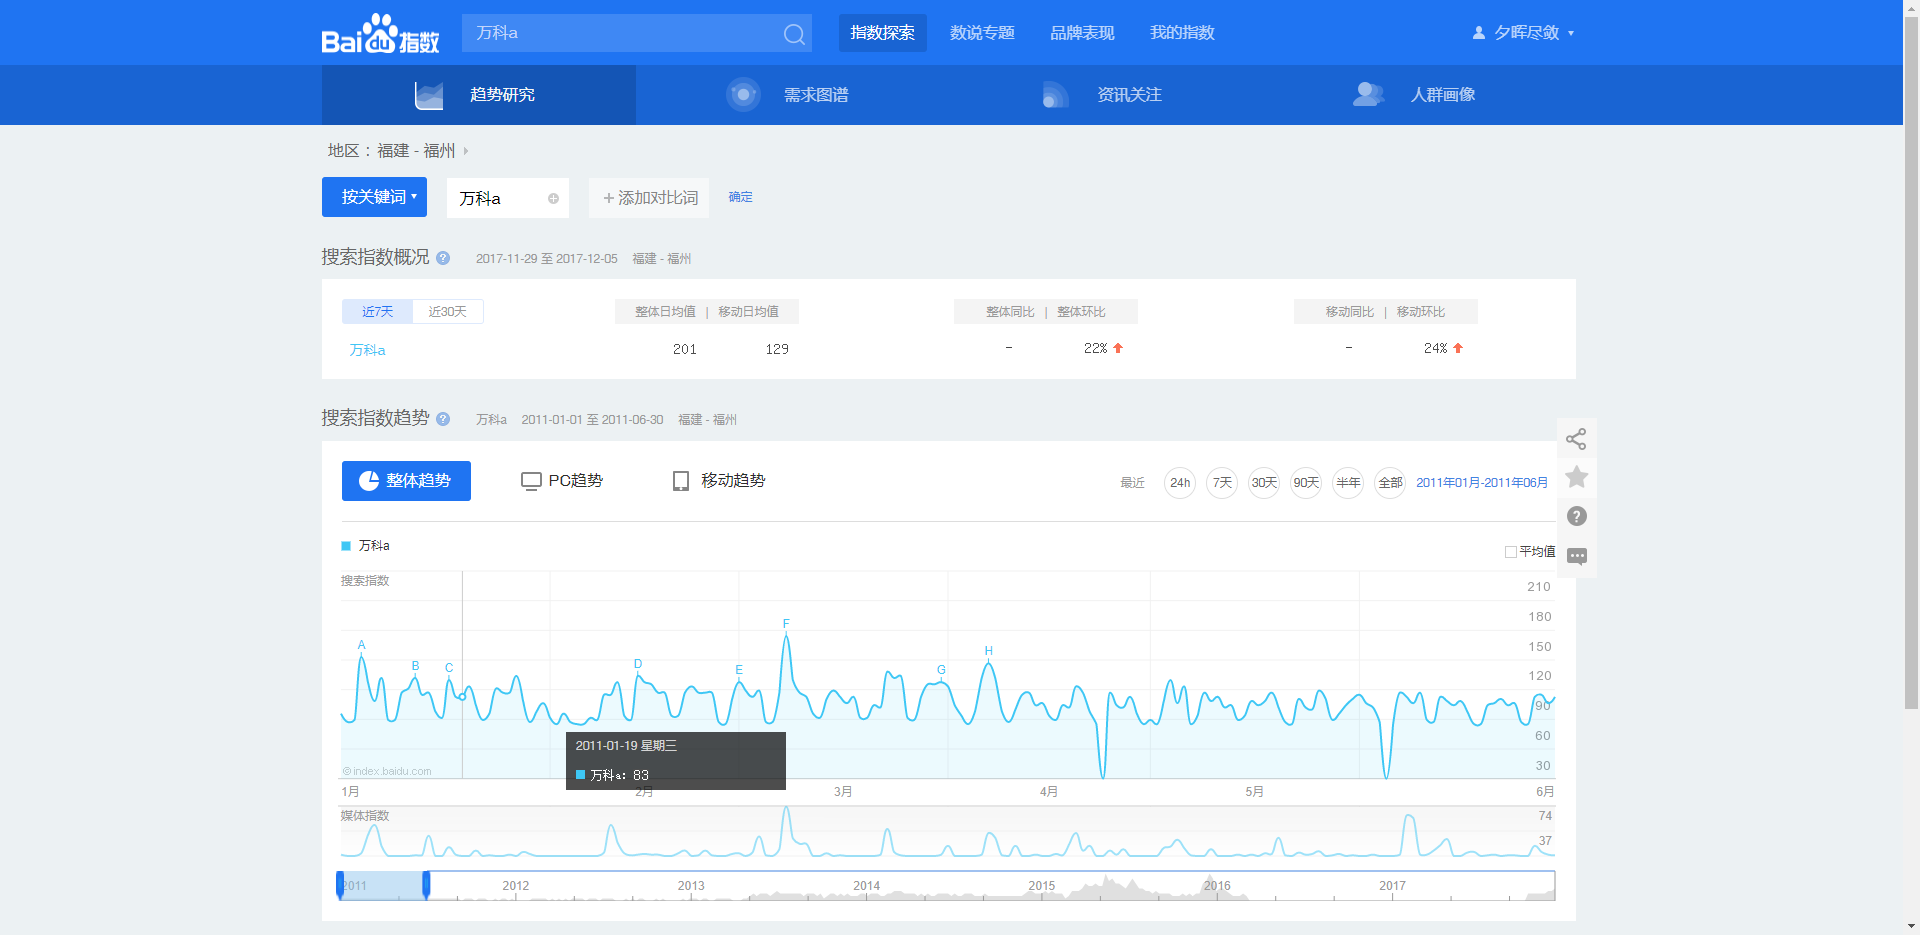 Bai du 指数 万科a 指数探索 数说专题 品牌表现 我的指数 夕晖尽敛
趋势研究 需求图谱 资讯关注 人群画像
地区： 福建 - 福州
按关键词 万科a +添加对比词 确定
搜索指数概况 ? 2017-11-29 至 2017-12-05 福建 - 福州
近7天 近30天 整体日均值 | 移动日均值 整体同比 | 整体环比 移动同比 | 移动环比
万科a 201 129 - 22% - 24%
搜索指数趋势 ? 万科a 2011-01-01 至 2011-06-30 福建 - 福州
整体趋势 PC趋势 移动趋势 最近 24h 7天 30天 90天 半年 全部 2011年01月-2011年06月
万科a
平均值
搜索指数
210
180
150
120
90
60
30
A B C D E F G H
2011-01-19 星期三
万科a: 83
©index.baidu.com
1月 2月 3月 4月 5月 6月
媒体指数 74
37
2011 2012 2013 2014 2015 2016 2017